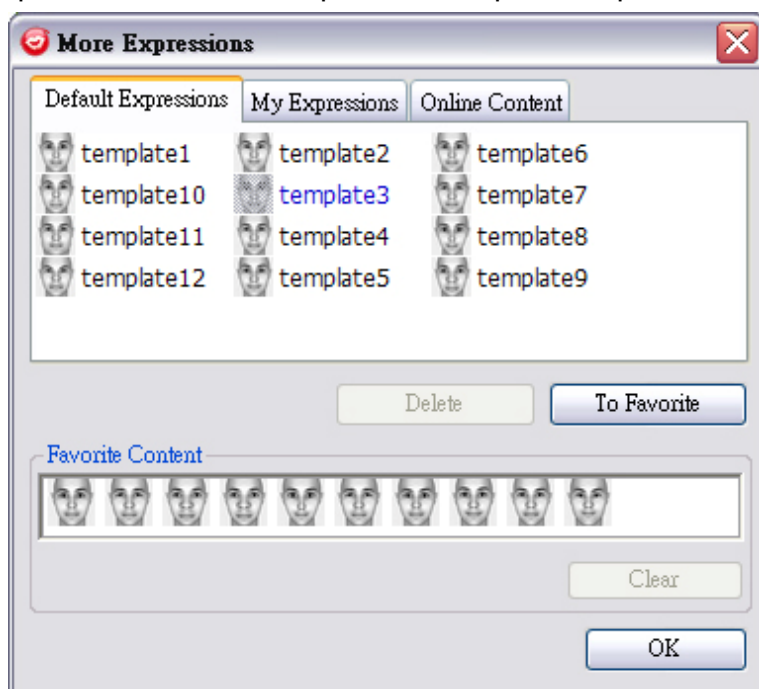 More Expressions
Default Expressions My Expressions Online Content
template1 template2 template6
template10 template3 template7
template11 template4 template8
template12 template5 template9
Delete To Favorite
Favorite Content
Clear
OK